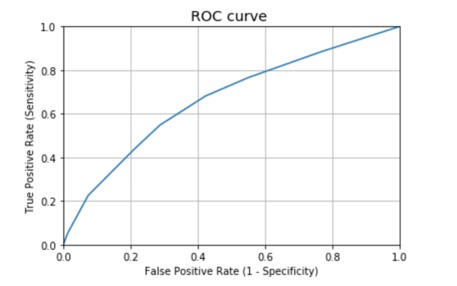 ROC curve
1.0
0.8
0.6
0.4
0.2
0.0
True Positive Rate (Sensitivity)
0.0 0.2 0.4 0.6 0.8 1.0
False Positive Rate (1 - Specificity)